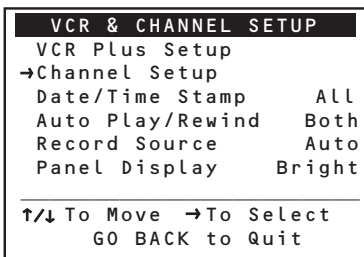 VCR & CHANNEL SETUP
VCR Plus Setup
→Channel Setup
Date/Time Stamp All
Auto Play/Rewind Both
Record Source Auto
Panel Display Bright
↑/↓ To Move →To Select
GO BACK to Quit